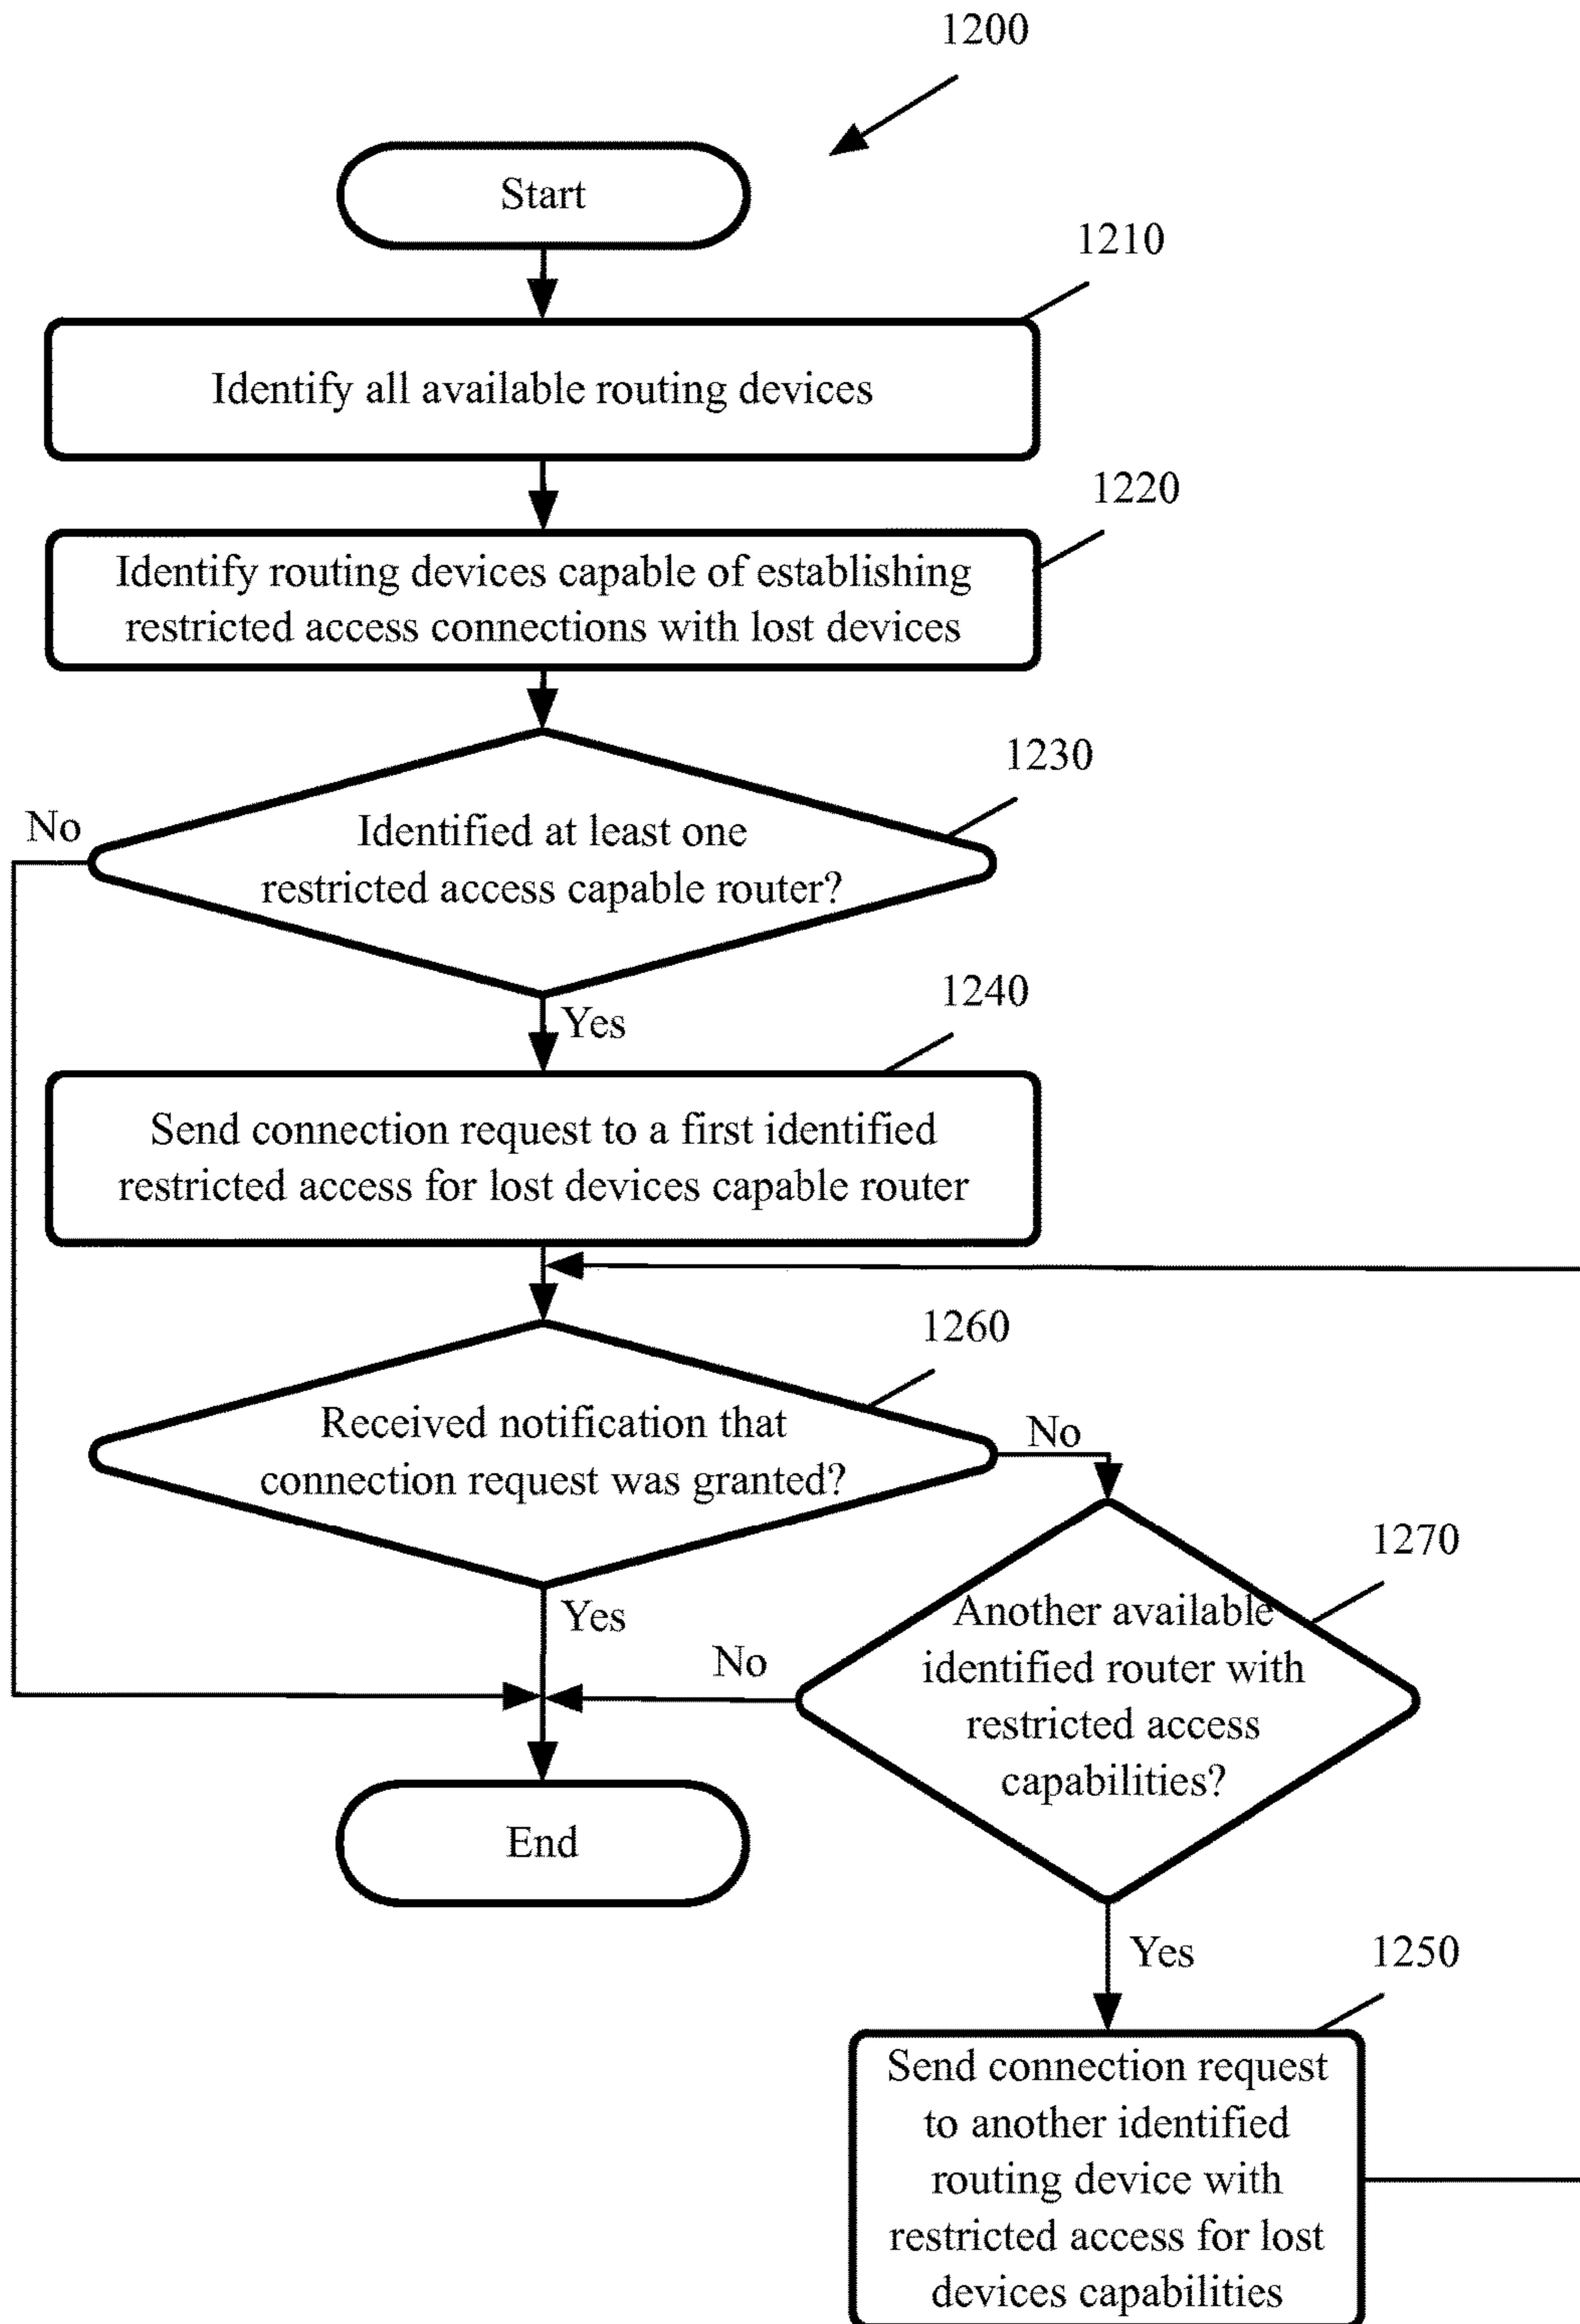 1200
Start
1210
Identify all available routing devices
1220
Identify routing devices capable of establishing
restricted access connections with lost devices
1230
No
Identified at least one
restricted access capable router?
1240
Yes
Send connection request to a first identified
restricted access for lost devices capable router
1260
Received notification that
connection request was granted?
No
1270
Yes
Another available
identified router with
restricted access
capabilities?
No
End
Yes
1250
Send connection request
to another identified
routing device with
restricted access for lost
devices capabilities